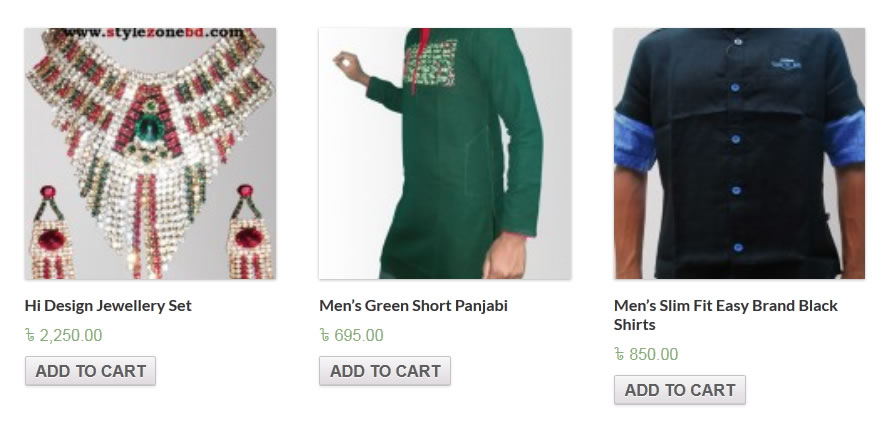 www.stylezonebd.com
Hi Design Jewellery Set
৳ 2,250.00
ADD TO CART
Men’s Green Short Panjabi
৳ 695.00
ADD TO CART
Men’s Slim Fit Easy Brand Black
Shirts
৳ 850.00
ADD TO CART